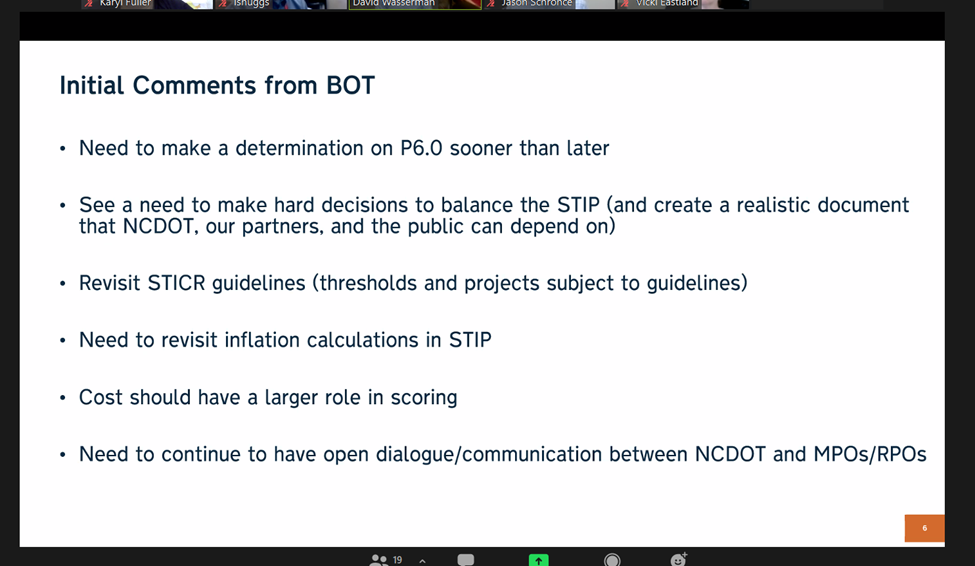 Karyl Fuller lshuggs David Wasserman Jason Schronce Vicki Eastland
Initial Comments from BOT
• Need to make a determination on P6.0 sooner than later
• See a need to make hard decisions to balance the STIP (and create a realistic document
that NCDOT, our partners, and the public can depend on)
• Revisit STICR guidelines (thresholds and projects subject to guidelines)
• Need to revisit inflation calculations in STIP
• Cost should have a larger role in scoring
• Need to continue to have open dialogue/communication between NCDOT and MPOs/RPOs
6
19